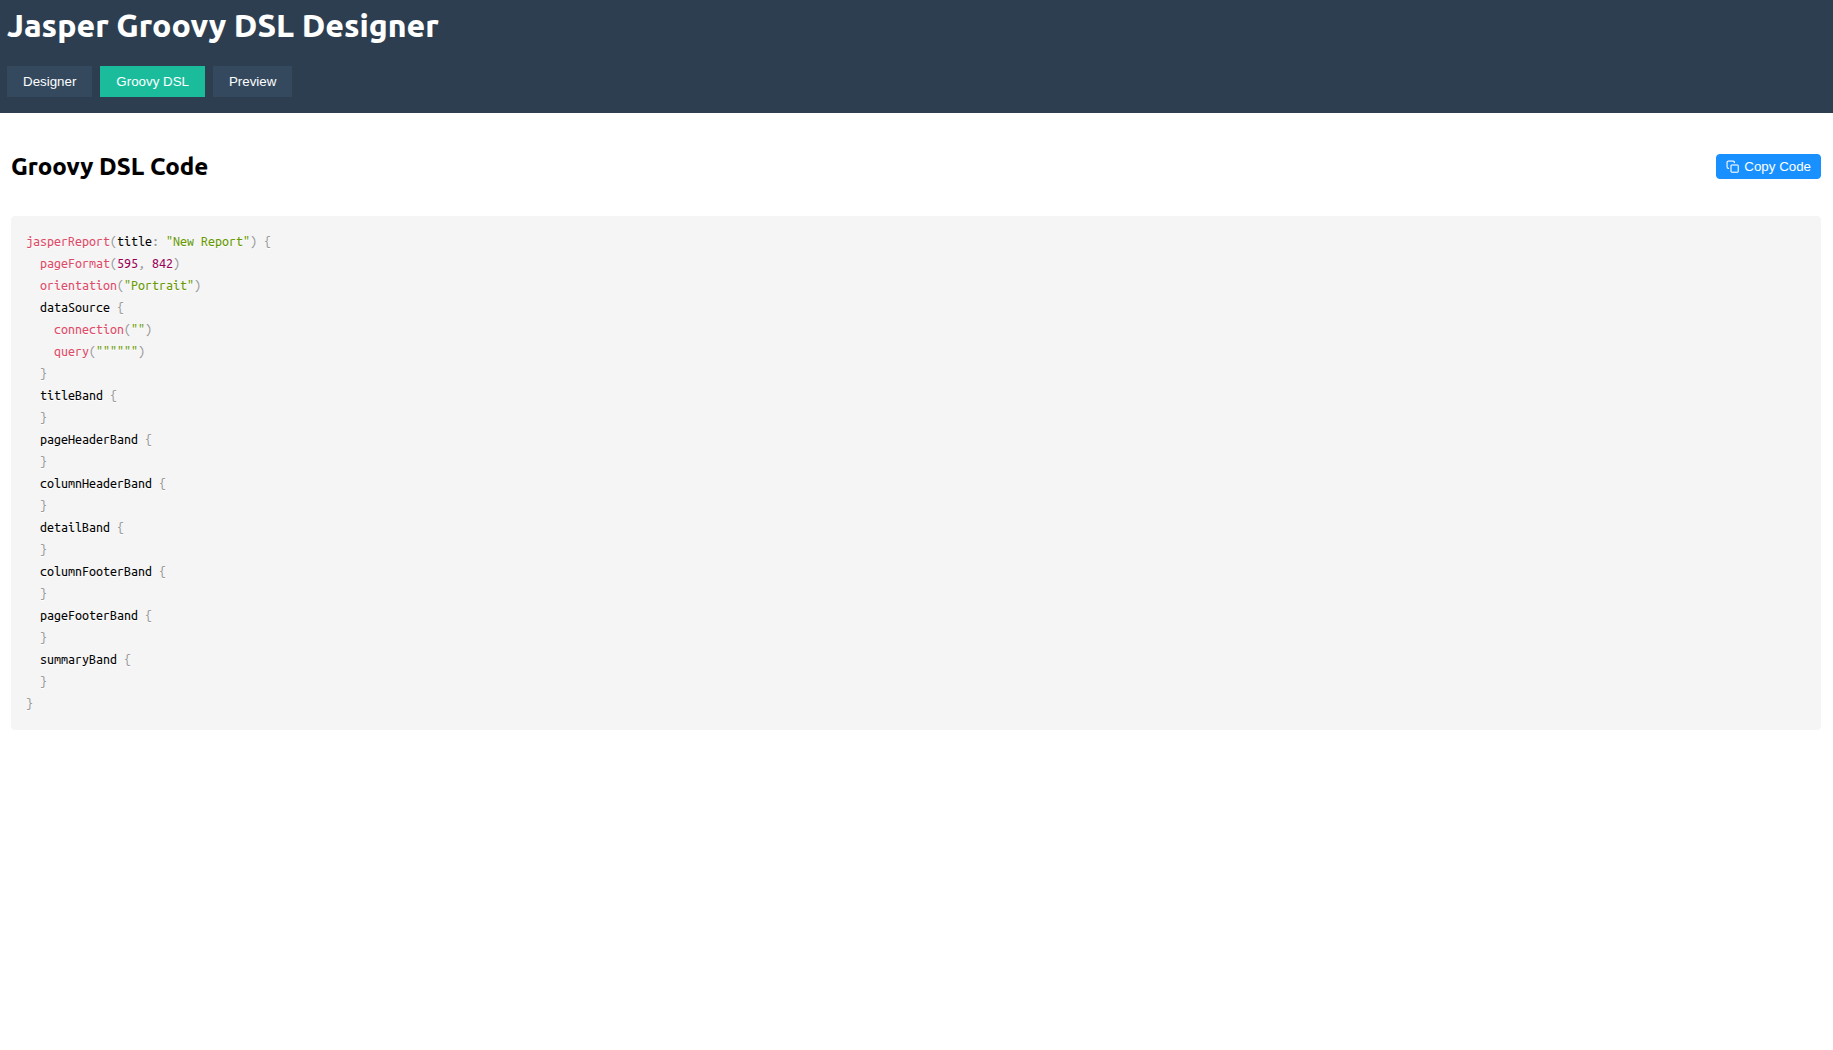 Jasper Groovy DSL Designer
Designer Groovy DSL Preview
Groovy DSL Code
Copy Code
jasperReport(title: "New Report") {
  pageFormat(595, 842)
  orientation("Portrait")
  dataSource {
    connection("")
    query("""""")
  }
  titleBand {
  }
  pageHeaderBand {
  }
  columnHeaderBand {
  }
  detailBand {
  }
  columnFooterBand {
  }
  pageFooterBand {
  }
  summaryBand {
  }
}